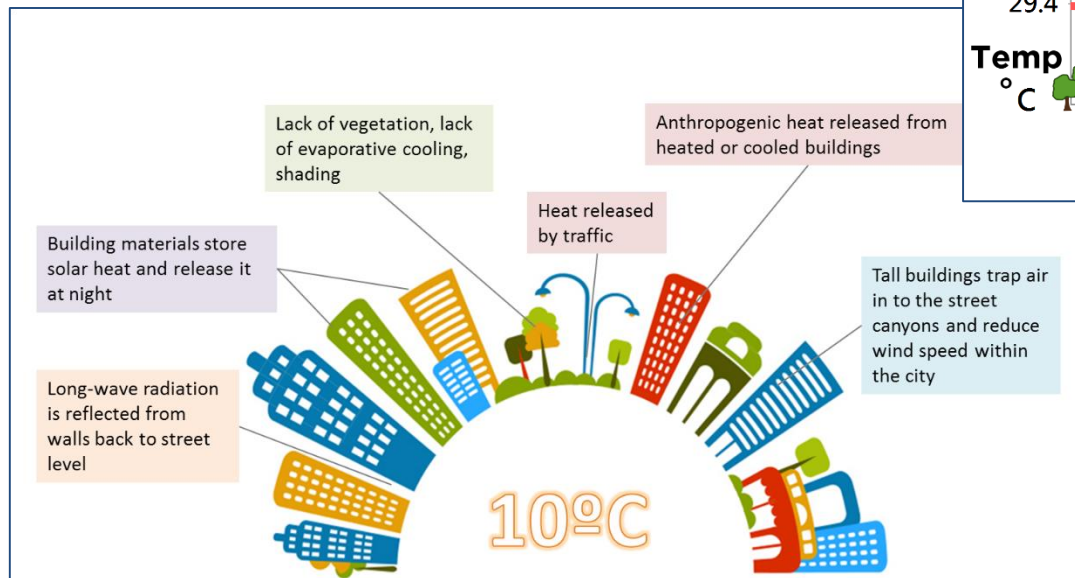 29.4
Temp
°C
Lack of vegetation, lack
of evaporative cooling,
shading
Anthropogenic heat released from
heated or cooled buildings
Heat released
by traffic
Building materials store
solar heat and release it
at night
Tall buildings trap air
in to the street
canyons and reduce
wind speed within
the city
Long-wave radiation
is reflected from
walls back to street
level
10ºC